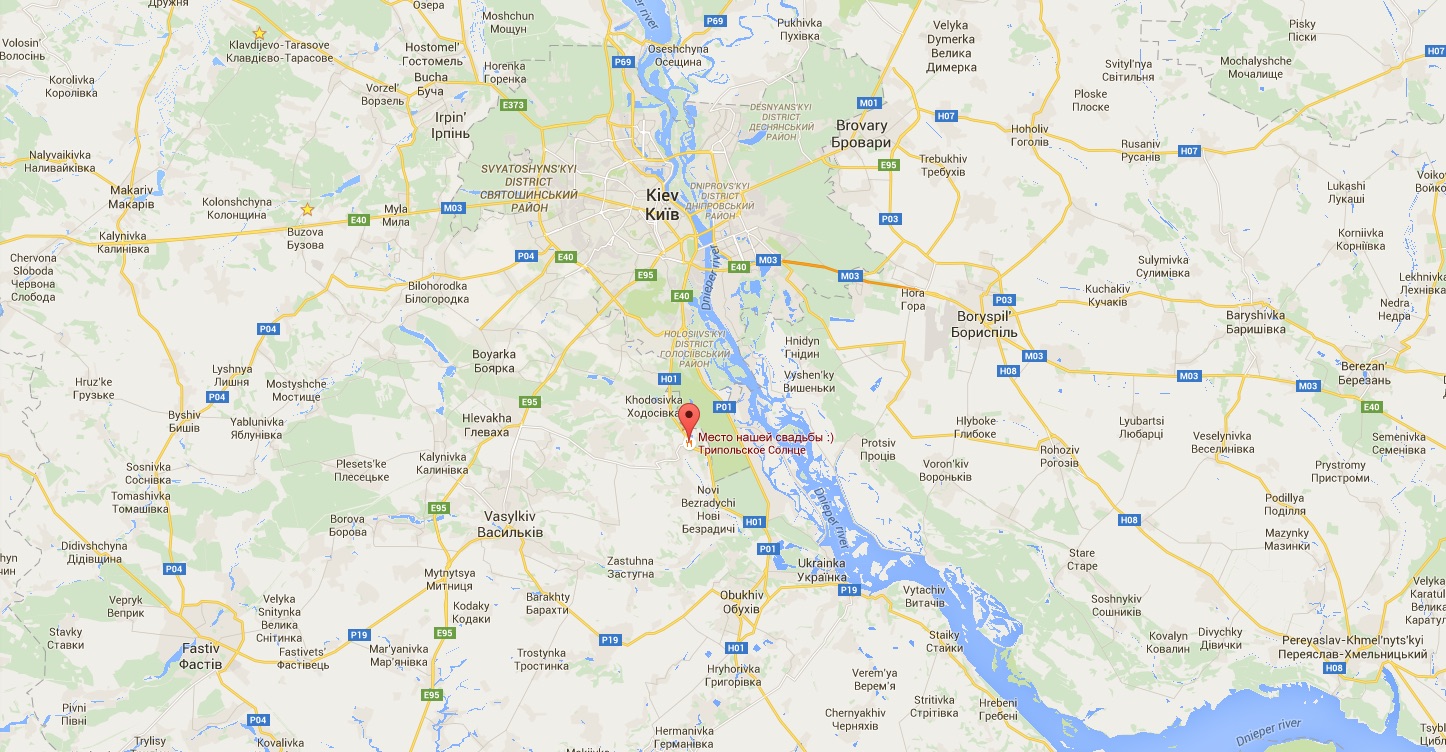 Дружня
Озера
Moshchun
Мощун
er river
P69
Pukhivka
Пухівка
Velyka
Dymerka
Велика
Димерка
Pisky
Піски
Volosin'
Волосінь
Klavdijevo-Tarasove
Клавдієво-Тарасове
Hostomel'
Гостомель
Oseshchyna
Осещина
H07
Korolivka
Королівка
Bucha
Буча
Horenka
Горенка
P69
Svityl'nya
Світильня
Mochalyshche
Мочалище
Vorzel'
Ворзель
E373
Irpin'
Ірпінь
DESNYANS'KYI
DISTRICT
ДЕСНЯНСЬКИЙ
РАЙОН
M01
H07
Ploske
Плоске
Brovary
Бровари
Hoholiv
Гоголів
Rusaniv
Русанів
H07
Nalyvaikivka
Наливайківка
SVYATOSHYNS'KYI
DISTRICT
СВЯТОШИНСЬКИЙ
РАЙОН
E95
Trebukhiv
Требухів
Makariv
Макарів
Kiev
Київ
DNIPROVS'KYI
DISTRICT
ДНІПРОВСЬКИЙ
РАЙОН
Lukashi
Лукаші
Kolonshchyna
Колонщина
E40
Myla
Мила
M03
P03
Buzova
Бузова
Kalynivka
Калинівка
Korniivka
Корніївка
Chervona
Sloboda
Червона
Слобода
P04
E40
E95
Dnieper river
E40
M03
M03
Sulymivka
Сулимівка
Bilohorodka
Білогородка
E40
Hora
Гора
P03
Kuchakiv
Кучаків
Nedra
Недра
Boryspil'
Бориспіль
Baryshivka
Баришівка
P04
HOLOSIIVS'KYI
DISTRICT
ГОЛОСІЇВСЬКИЙ
РАЙОН
Hnidyn
Гнідин
Boyarka
Боярка
M03
H08
Lyshnya
Лишня
Hruz'ke
Грузьке
Mostyshche
Мостище
P04
H01
Vyshen'ky
Вишеньки
M03
M03
Berezan'
Березань
E95
Khodosivka
Ходосівка
P01
E40
Byshiv
Бишів
Yablunivka
Яблунівка
Hlevakha
Глеваха
Место нашей свадьбы :)
Трипольское Солнце
Protsiv
Проців
Hlyboke
Глибоке
Lyubartsi
Любарці
Veselynivka
Веселинівка
Semenivka
Семенівка
Sosnivka
Соснівка
Plesets'ke
Плесецьке
Kalynivka
Калинівка
Voron'kiv
Вороньків
Rohoziv
Рогозів
Prystromy
Пристроми
Tomashivka
Томашівка
E95
Novi
Bezradychi
Нові
Безрадичі
Dnieper river
Borova
Борова
Vasylkiv
Васильків
H01
H08
Podillya
Поділля
Didivshchyna
Дідівщина
P01
Mazynky
Мазинки
P04
Zastuhna
Застугна
Ukrainka
Українка
Stare
Старе
Mytnytsya
Митниця
Vepryk
Веприк
Velyka
Snitynka
Велика
Снітинка
Kodaky
Кодаки
Barakhty
Барахти
Obukhiv
Обухів
P19
Vytachiv
Витачів
Soshnykiv
Сошників
Stavky
Ставки
P19
E95
P19
Fastiv
Фастів
Fastivets'
Фастівець
Mar'yanivka
Мар'янівка
Trostynka
Тростинка
H01
Staiky
Стайки
Kovalyn
Ковалин
Divychky
Дівички
Pereyaslav-Khmel'nyts'kyi
Переяслав-Хмельницький
H08
Hryhorivka
Григорівка
Verem'ya
Верем'я
E95
Pivni
Півні
P04
Chernyakhiv
Черняхів
Stritivka
Стрітівка
Hrebeni
Гребені
Dnieper river
Trylisy
Kovalivka
Hermanivka
Германівка